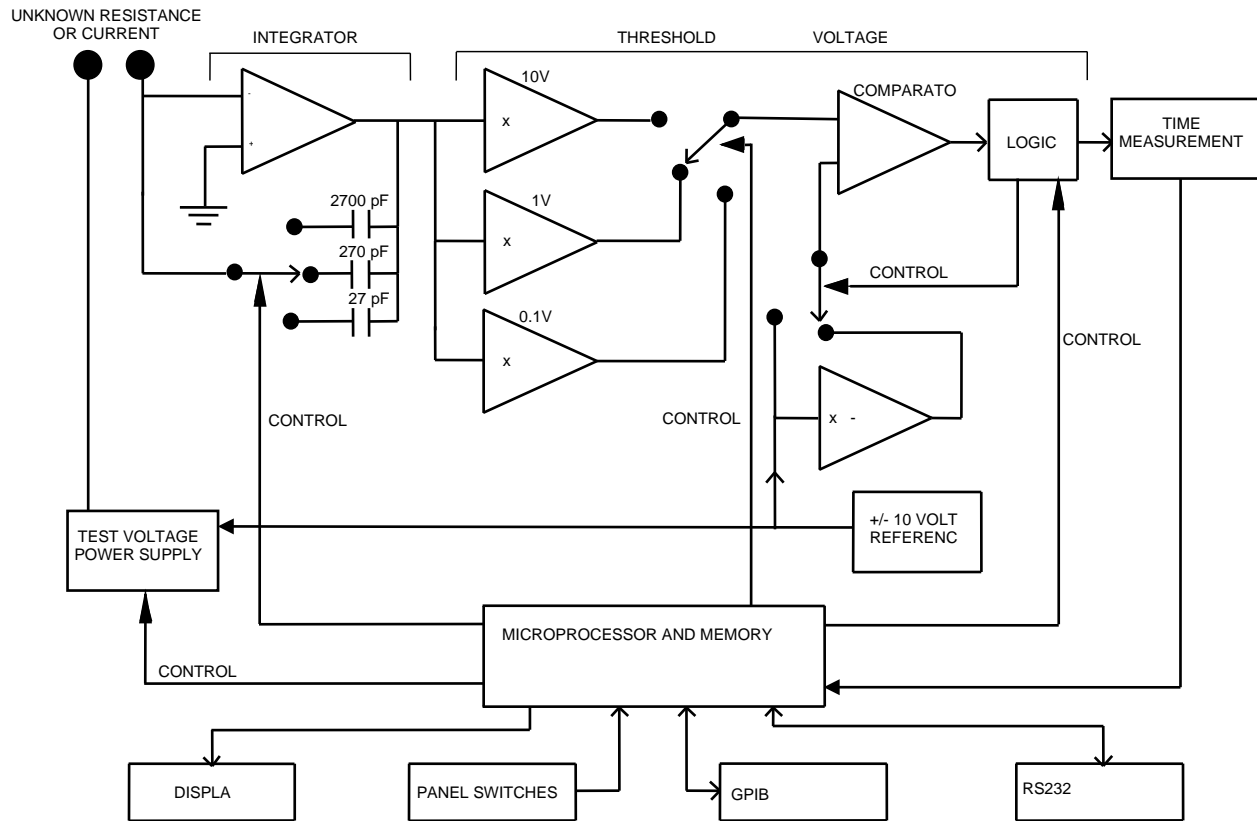 UNKNOWN RESISTANCE
OR CURRENT
INTEGRATOR
THRESHOLD VOLTAGE
10V
x
-
+
COMPARATO
LOGIC
TIME
MEASUREMENT
2700 pF
1V
x
270 pF
27 pF
CONTROL
0.1V
x
CONTROL
CONTROL
CONTROL
x -
TEST VOLTAGE
POWER SUPPLY
+/- 10 VOLT
REFERENC
MICROPROCESSOR AND MEMORY
CONTROL
DISPLA
PANEL SWITCHES
GPIB
RS232